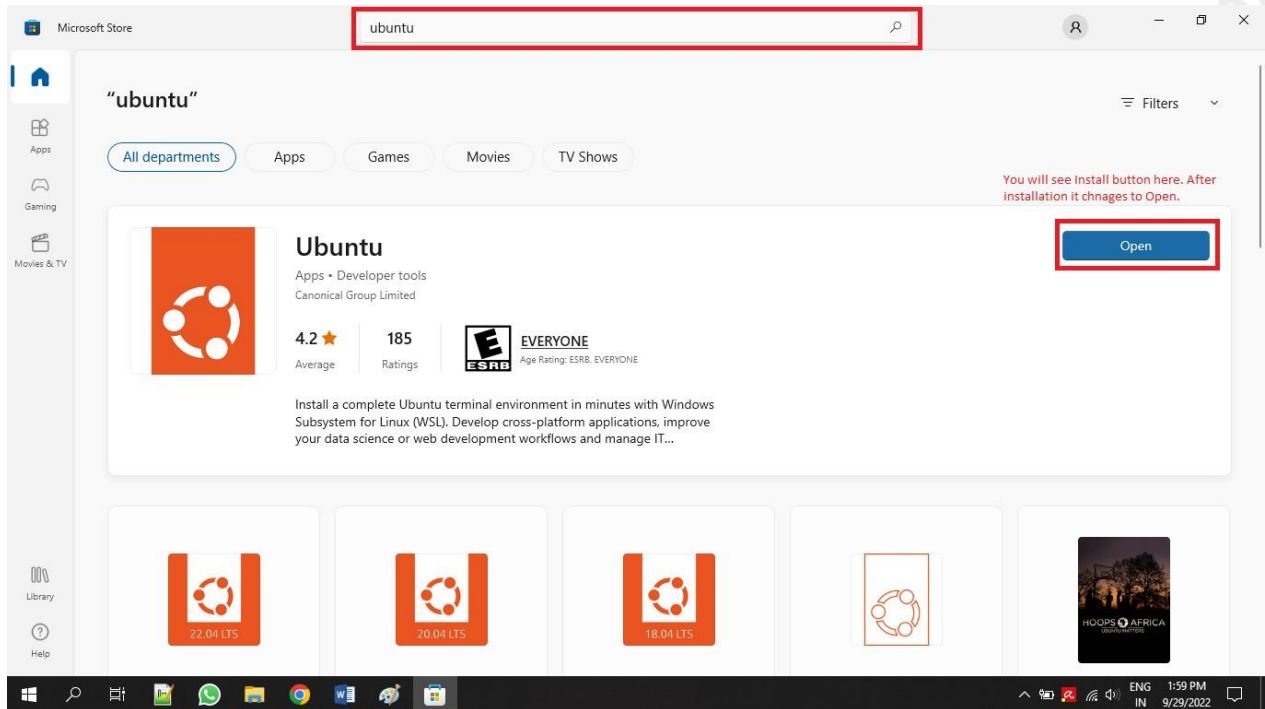 Microsoft Store
ubuntu
"ubuntu"
Filters
Apps
Gaming
Movies & TV
Library
Help
All departments
Apps
Games
Movies
TV Shows
You will see Install button here. After
installation it chnages to Open.
Ubuntu
Open
Apps • Developer tools
Canonical Group Limited
4.2
185
E
ESRB
EVERYONE
Average
Ratings
Age Rating: ESRB, EVERYONE
Install a complete Ubuntu terminal environment in minutes with Windows
Subsystem for Linux (WSL). Develop cross-platform applications, improve
your data science or web development workflows and manage IT...
22.04 LTS
20.04 LTS
18.04 LTS
HOOPS AFRICA
UBUNTU MATTERS
ENG
IN
1:59 PM
9/29/2022